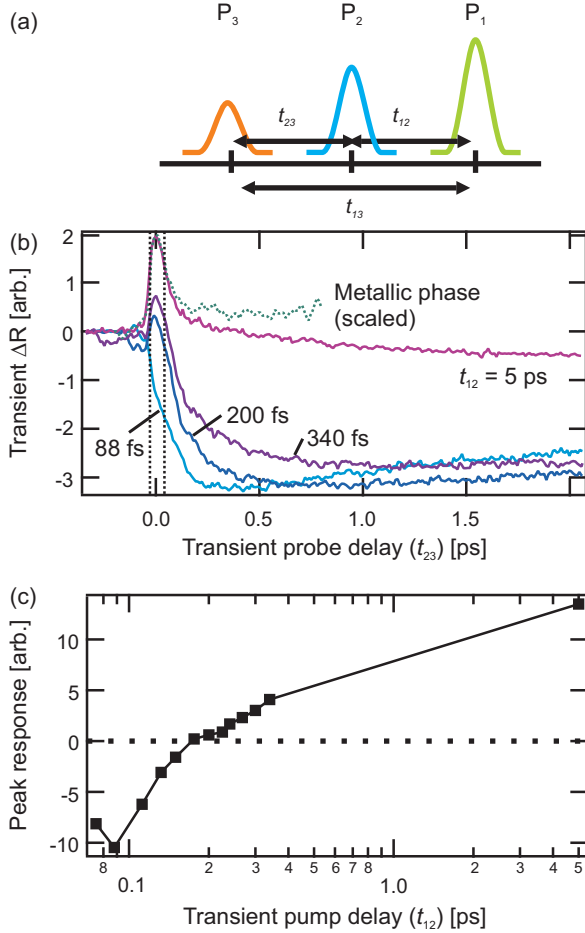 (a)
P3 P2 P1
t23 t12
t13
(b)
Transient ΔR [arb.]
2
1
0
-1
-2
-3
Metallic phase
(scaled)
t12 = 5 ps
200 fs
88 fs
340 fs
0.0 0.5 1.0 1.5
Transient probe delay (t23) [ps]
(c)
Peak response [arb.]
10
5
0
-5
-10
8 2 3 4 5 6 7 8 2 3 4 5
0.1 1.0
Transient pump delay (t12) [ps]